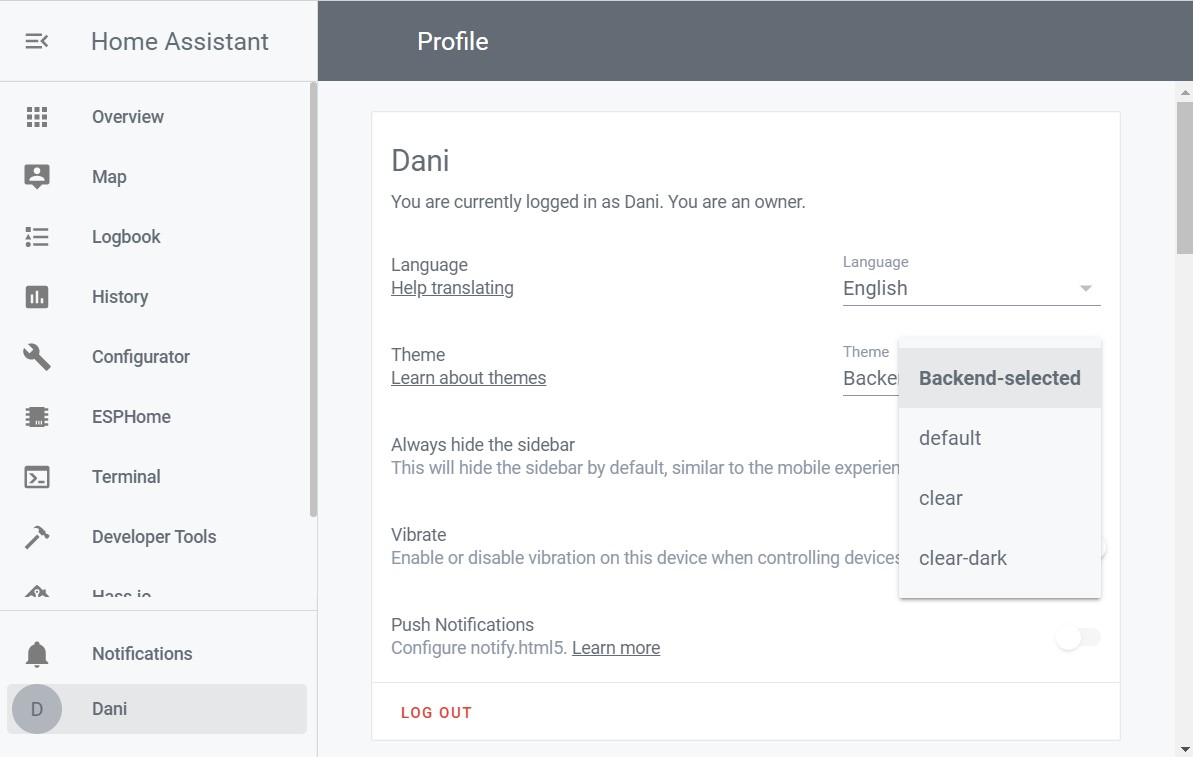 Home Assistant
Profile
Overview
Map
Logbook
History
Configurator
ESPHome
Terminal
Developer Tools
Hass.io
Notifications
D
Dani
Dani
You are currently logged in as Dani. You are an owner.
Language
Help translating
Language
English
Theme
Learn about themes
Theme
Backe
Backend-selected
default
clear
clear-dark
Always hide the sidebar
This will hide the sidebar by default, similar to the mobile experien
Vibrate
Enable or disable vibration on this device when controlling devices
Push Notifications
Configure notify.html5. Learn more
LOG OUT